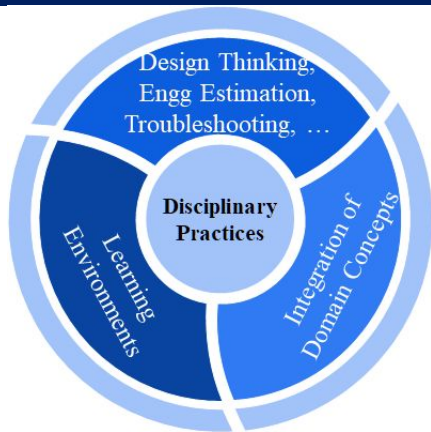 Design Thinking,
Engg Estimation,
Troubleshooting, …
Disciplinary
Practices
Learning
Environments
Integration of
Domain Concepts